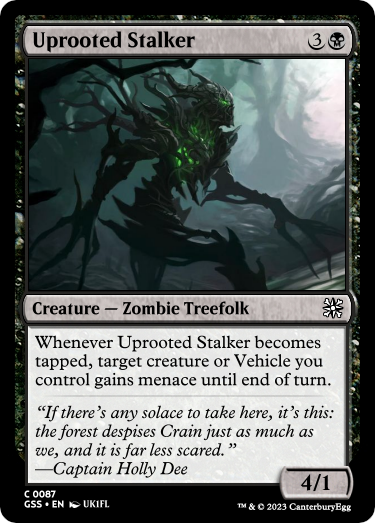 Uprooted Stalker 3
Creature — Zombie Treefolk
Whenever Uprooted Stalker becomes
tapped, target creature or Vehicle you
control gains menace until end of turn.
“If there’s any solace to take here, it’s this:
the forest despises Crain just as much as
we, and it is far less scared.”
—Captain Holly Dee
4/1
C 0087
GSS • EN UK1FL
™ & © 2023 CanterburyEgg